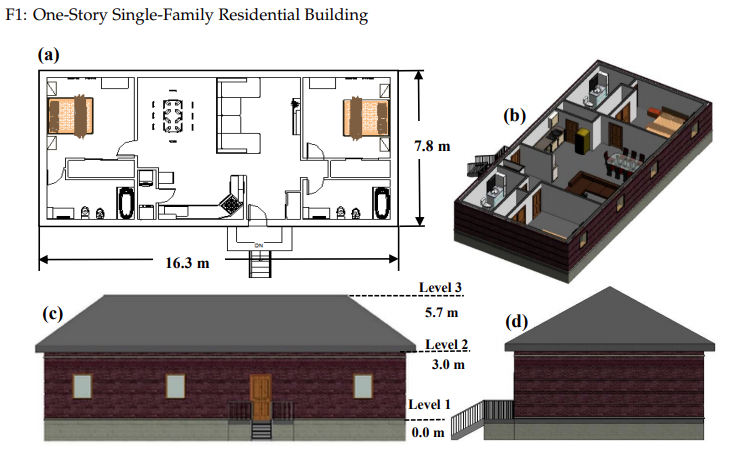 F1: One-Story Single-Family Residential Building
(a)
(b)
7.8 m
DN
16.3 m
(c)
Level 3
5.7 m
(d)
Level 2
3.0 m
Level 1
0.0 m